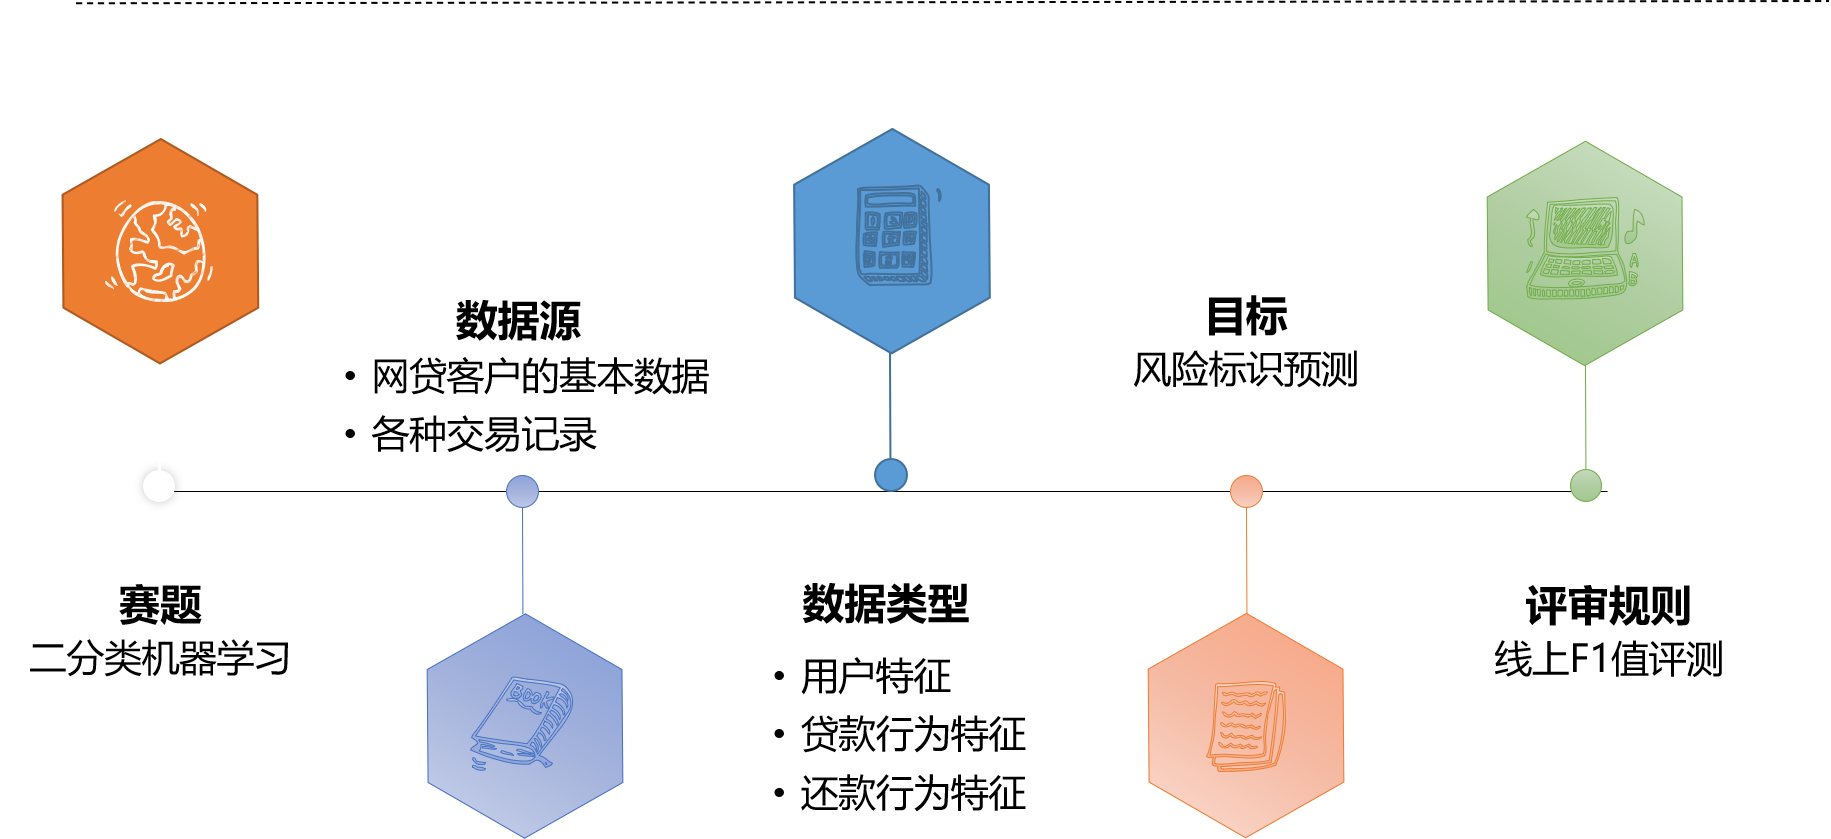 赛题
二分类机器学习
数据源
• 网贷客户的基本数据
• 各种交易记录
BOOK
数据类型
• 用户特征
• 贷款行为特征
• 还款行为特征
目标
风险标识预测
A
B
评审规则
线上F1值评测